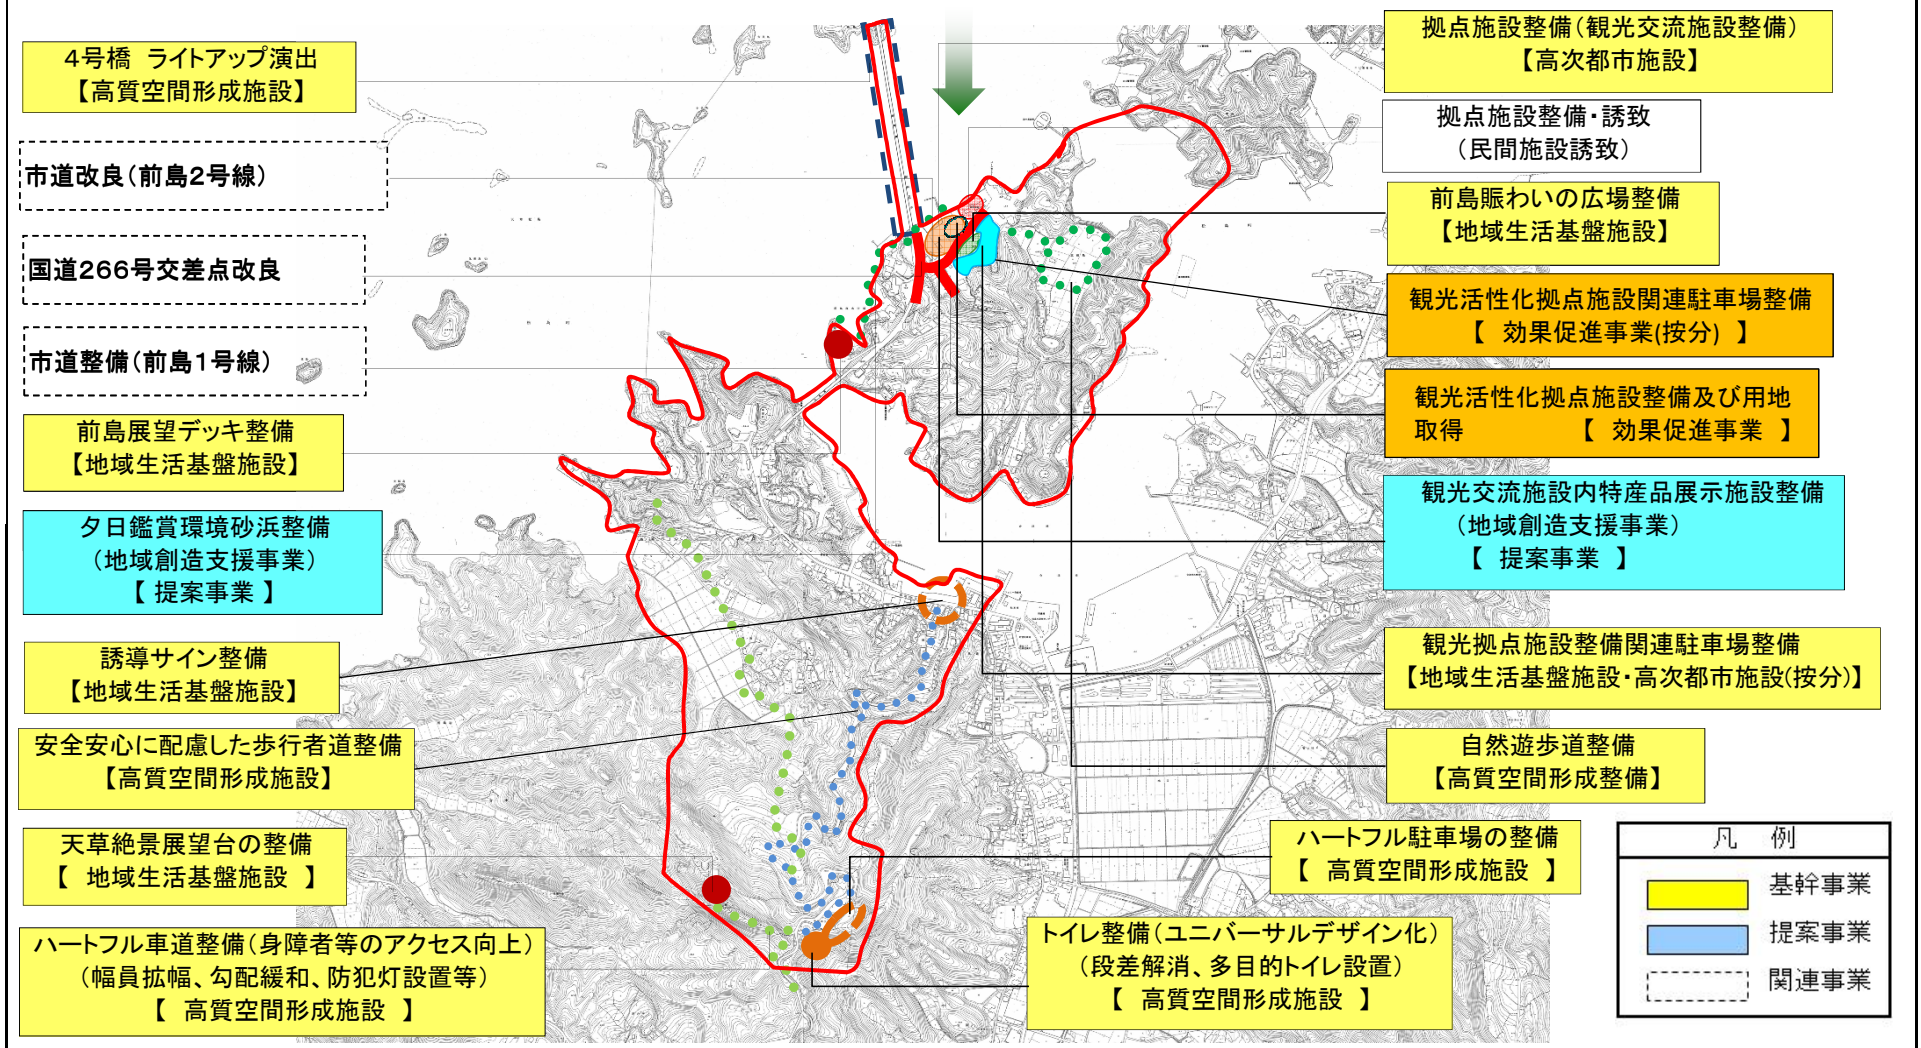 4号橋 ライトアップ演出
【高質空間形成施設】
市道改良(前島2号線)
国道266号交差点改良
市道整備(前島1号線)
前島展望デッキ整備
【地域生活基盤施設】
夕日鑑賞環境砂浜整備
(地域創造支援事業)
【 提案事業 】
誘導サイン整備
【地域生活基盤施設】
安全安心に配慮した歩行者道整備
【高質空間形成施設】
天草絶景展望台の整備
【 地域生活基盤施設 】
ハートフル車道整備(身障者等のアクセス向上)
(幅員拡幅、勾配緩和、防犯灯設置等)
【 高質空間形成施設 】
拠点施設整備(観光交流施設整備)
【高次都市施設】
拠点施設整備・誘致
(民間施設誘致)
前島賑わいの広場整備
【地域生活基盤施設】
観光活性化拠点施設関連駐車場整備
【 効果促進事業(按分) 】
観光活性化拠点施設整備及び用地
取得 【 効果促進事業 】
観光交流施設内特産品展示施設整備
(地域創造支援事業)
【 提案事業 】
観光拠点施設整備関連駐車場整備
【地域生活基盤施設・高次都市施設(按分)】
自然遊歩道整備
【高質空間形成整備】
ハートフル駐車場の整備
【 高質空間形成施設 】
トイレ整備(ユニバーサルデザイン化)
(段差解消、多目的トイレ設置)
【 高質空間形成施設 】
凡 例
基幹事業
提案事業
関連事業